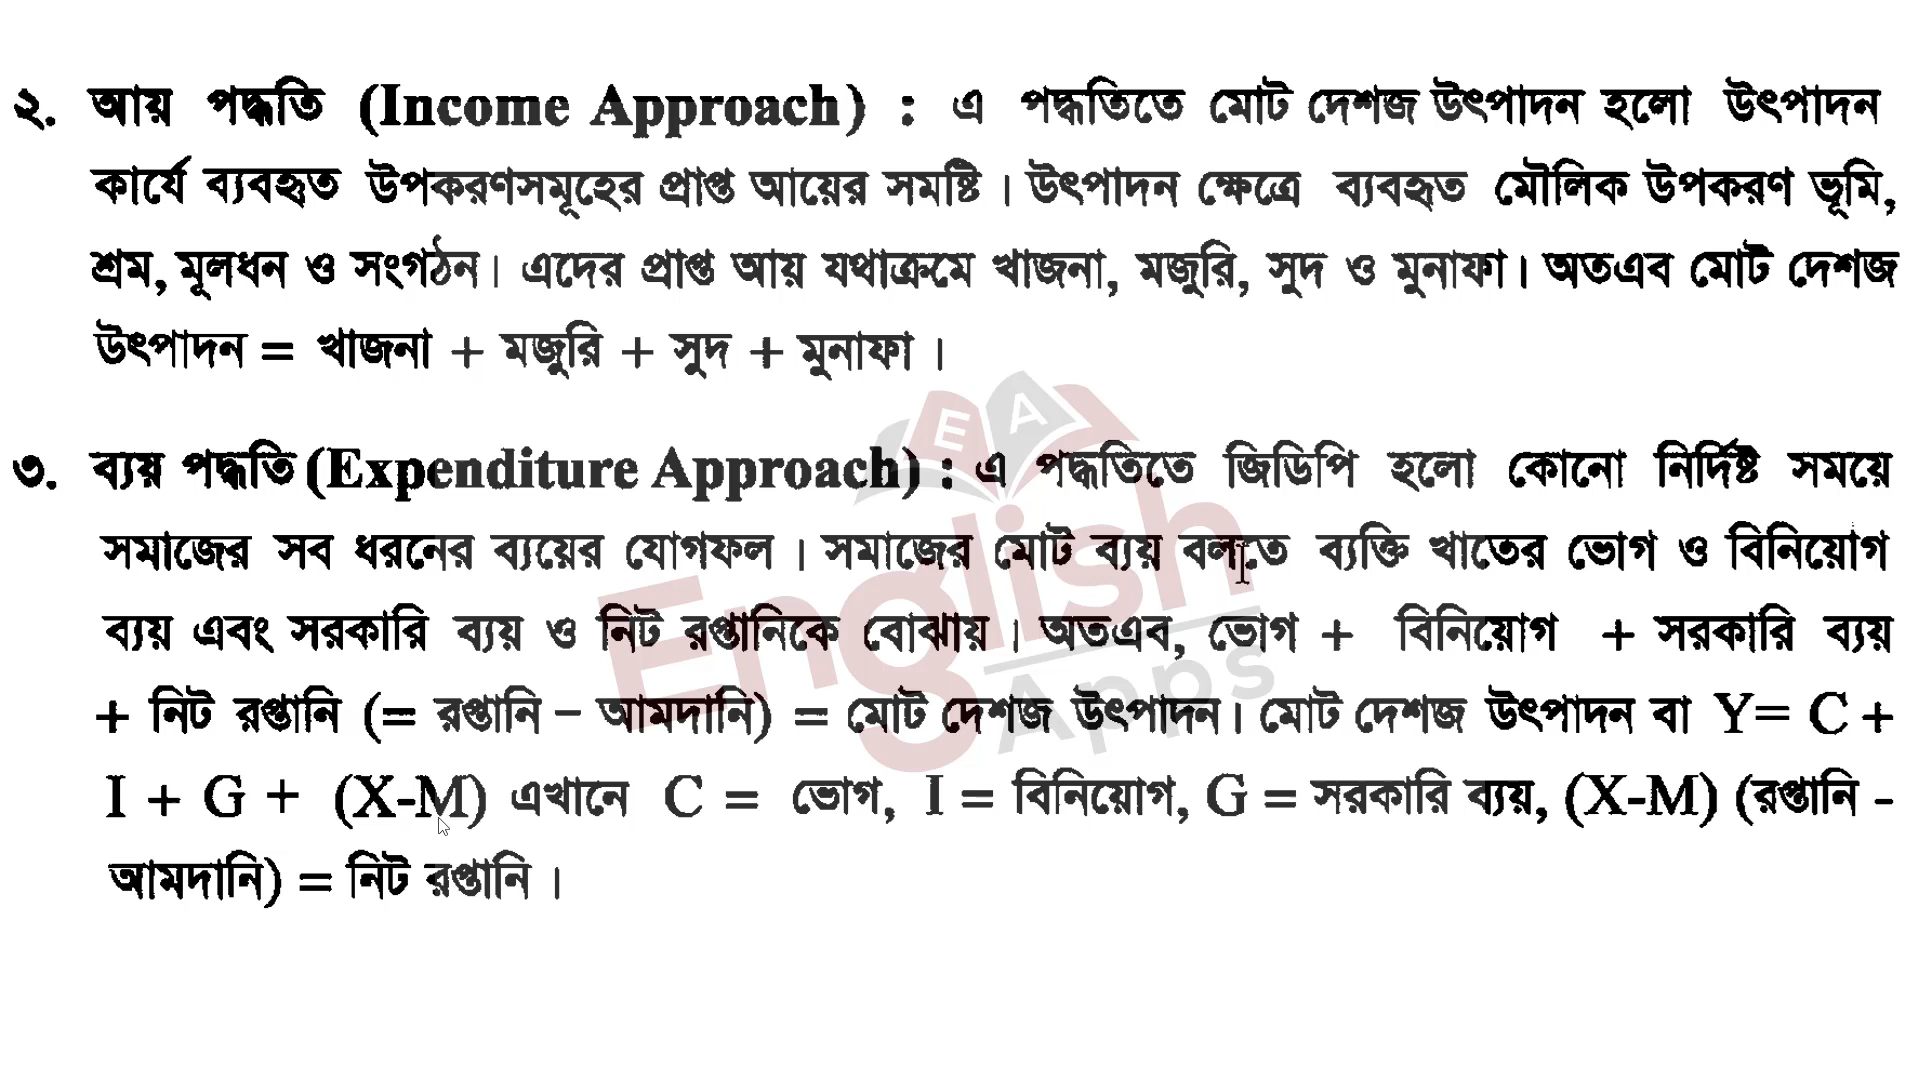 ২. আয় পদ্ধতি (Income Approach) : এ পদ্ধতিতে মোট দেশজ উৎপাদন হলো উৎপাদন
কার্যে ব্যবহৃত উপকরণসমূহের প্রাপ্ত আয়ের সমষ্টি। উৎপাদন ক্ষেত্রে ব্যবহৃত মৌলিক উপকরণ ভূমি,
শ্রম, মূলধন ও সংগঠন। এদের প্রাপ্ত আয় যথাক্রমে খাজনা, মজুরি, সুদ ও মুনাফা। অতএব মোট দেশজ
উৎপাদন = খাজনা + মজুরি + সুদ + মুনাফা।
৩. ব্যয় পদ্ধতি (Expenditure Approach) : এ পদ্ধতিতে জিডিপি হলো কোনো নির্দিষ্ট সময়ে
সমাজের সব ধরনের ব্যয়ের যোগফল। সমাজের মোট ব্যয় বলতে ব্যক্তি খাতের ভোগ ও বিনিয়োগ
ব্যয় এবং সরকারি ব্যয় ও নিট রপ্তানিকে বোঝায়। অতএব, ভোগ + বিনিয়োগ + সরকারি ব্যয়
+ নিট রপ্তানি (= রপ্তানি – আমদানি) = মোট দেশজ উৎপাদন। মোট দেশজ উৎপাদন বা Y= C +
I + G + (X-M) এখানে C = ভোগ, I = বিনিয়োগ, G = সরকারি ব্যয়, (X-M) (রপ্তানি -
আমদানি) = নিট রপ্তানি।
EA
English
Apps